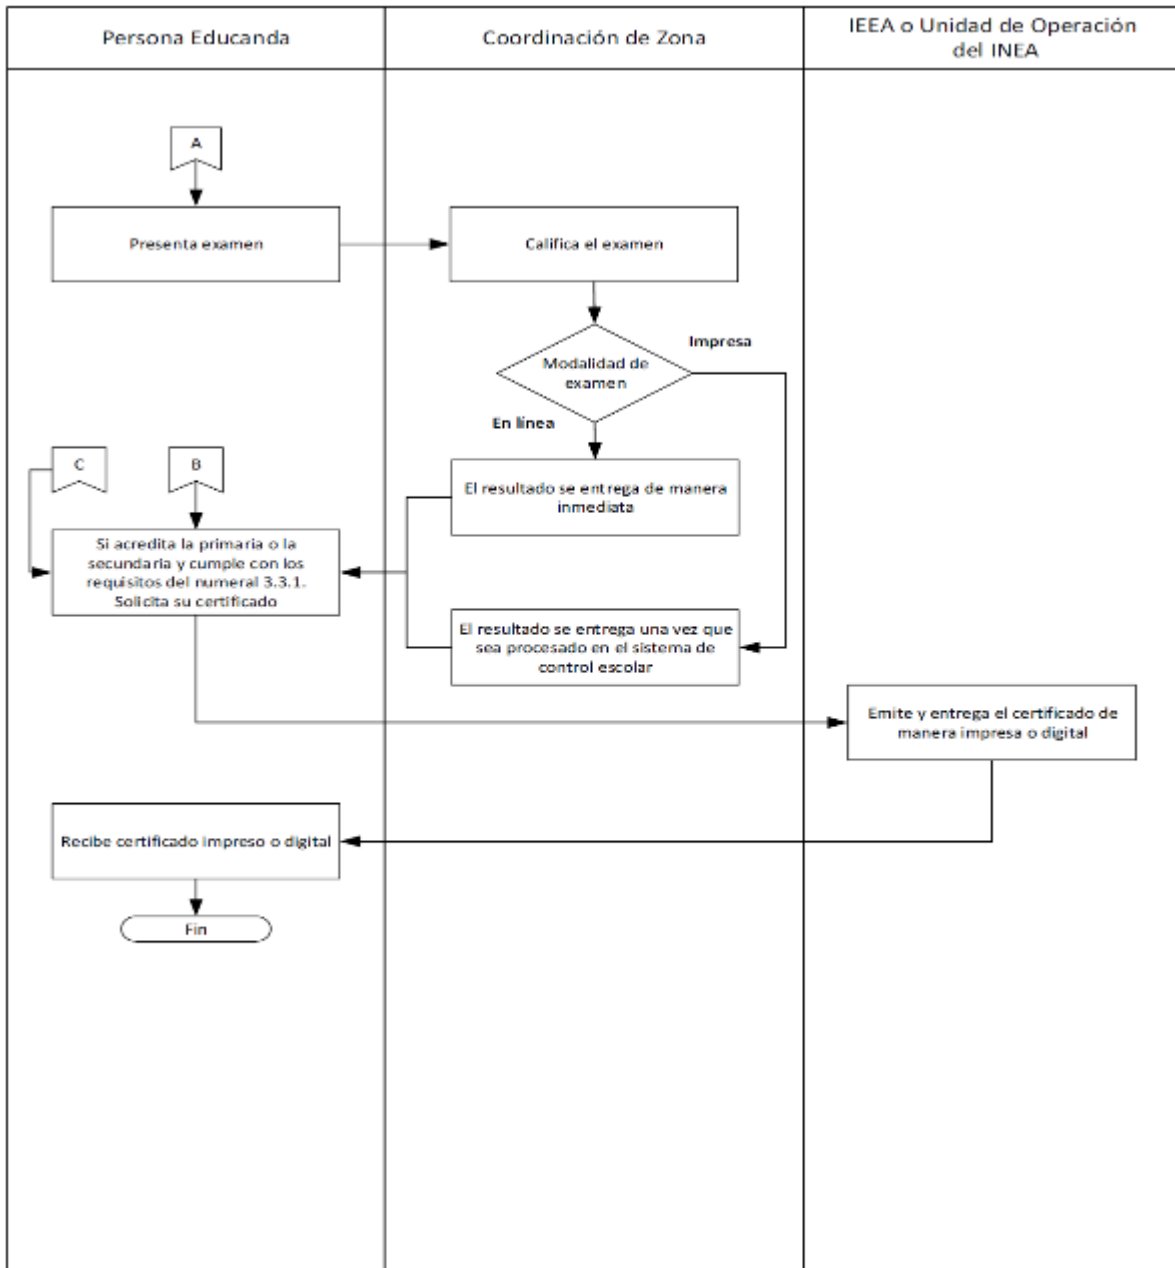 Persona Educanda
Coordinación de Zona
IEEA o Unidad de Operación
del INEA
A
Presenta examen
Califica el examen
Modalidad de
examen
Impresa
En línea
C
B
El resultado se entrega de manera
inmediata
Si acredita la primaria o la
secundaria y cumple con los
requisitos del numeral 3.3.1.
Solicita su certificado
El resultado se entrega una vez que
sea procesado en el sistema de
control escolar
Emite y entrega el certificado de
manera impresa o digital
Recibe certificado impreso o digital
Fin